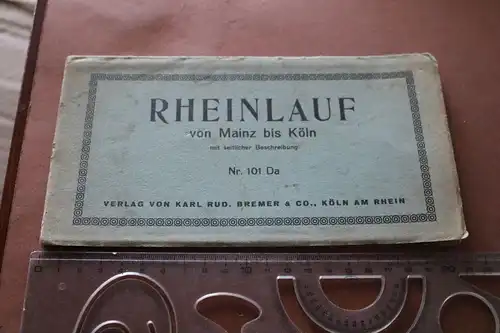 RHEINLAUF
von Mainz bis Köln
mit seitlicher Beschreibung
Nr. 101 Da
VERLAG VON KARL RUD. BREMER & CO., KÖLN AM RHEIN